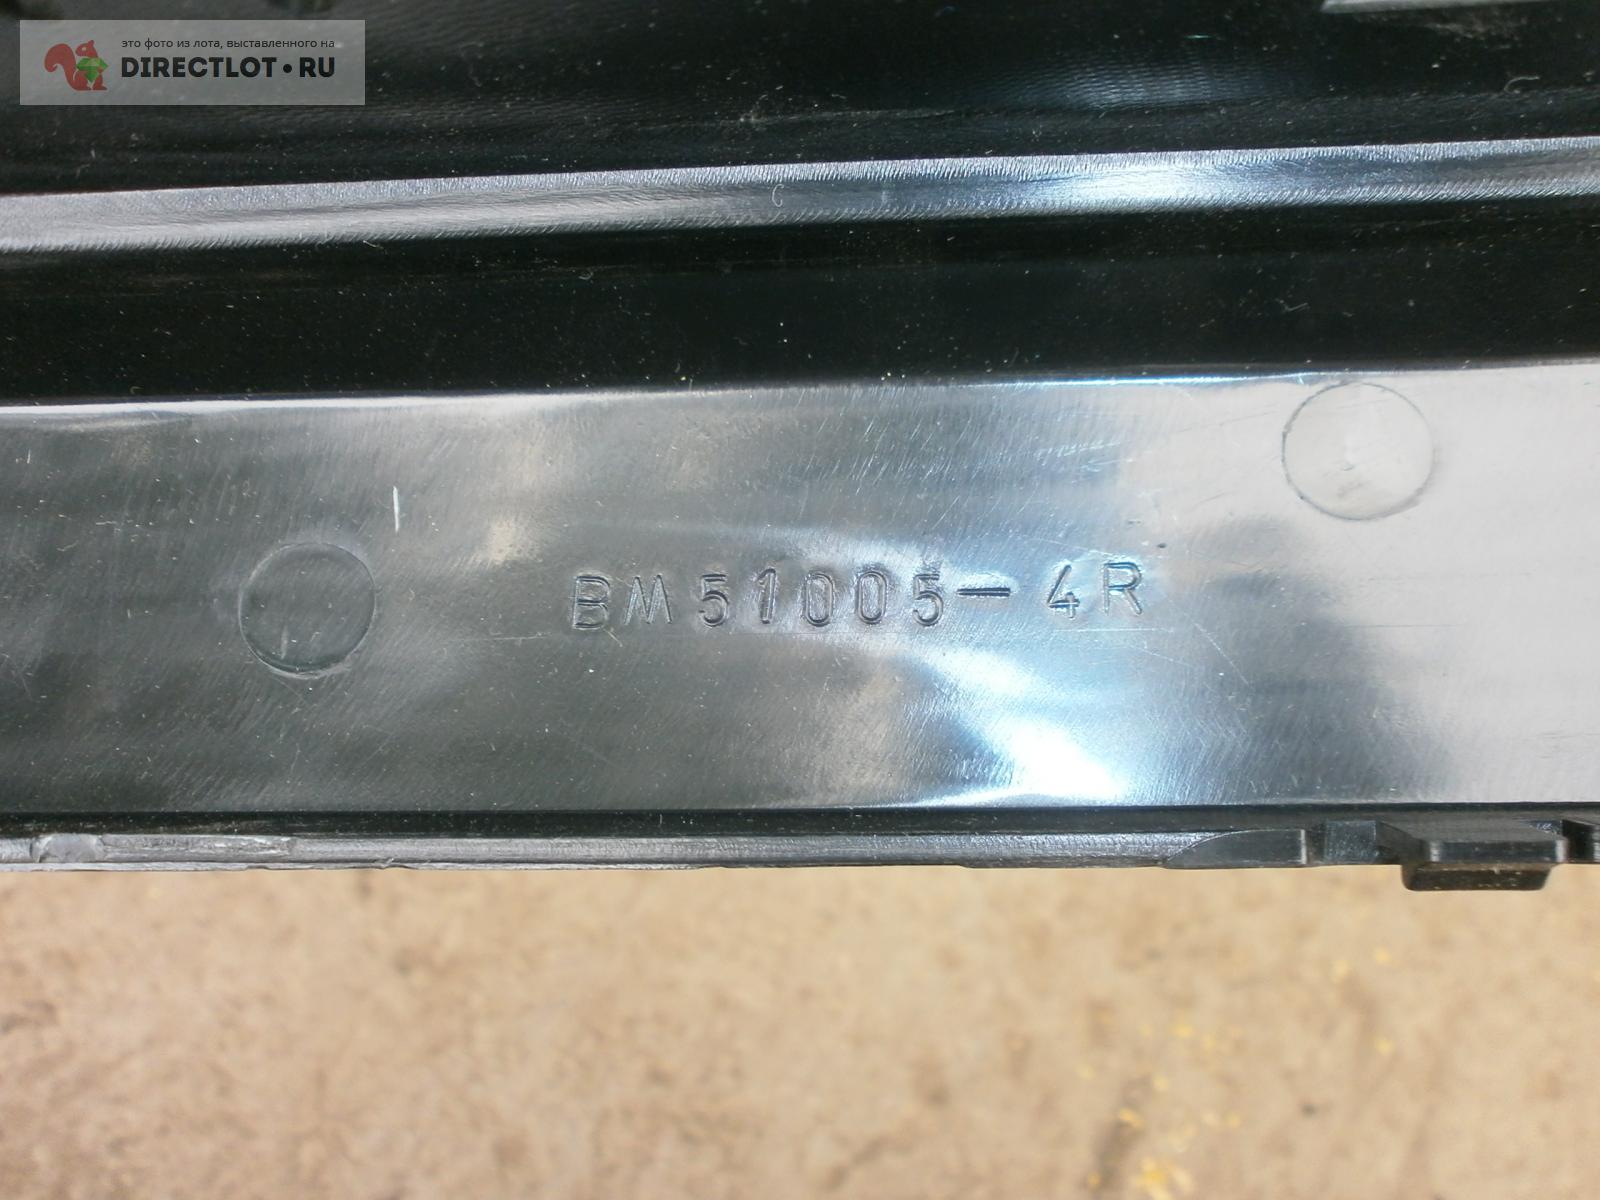 это фото из лота, выставленного на
DIRECTLOT•RU
BM51005-4R